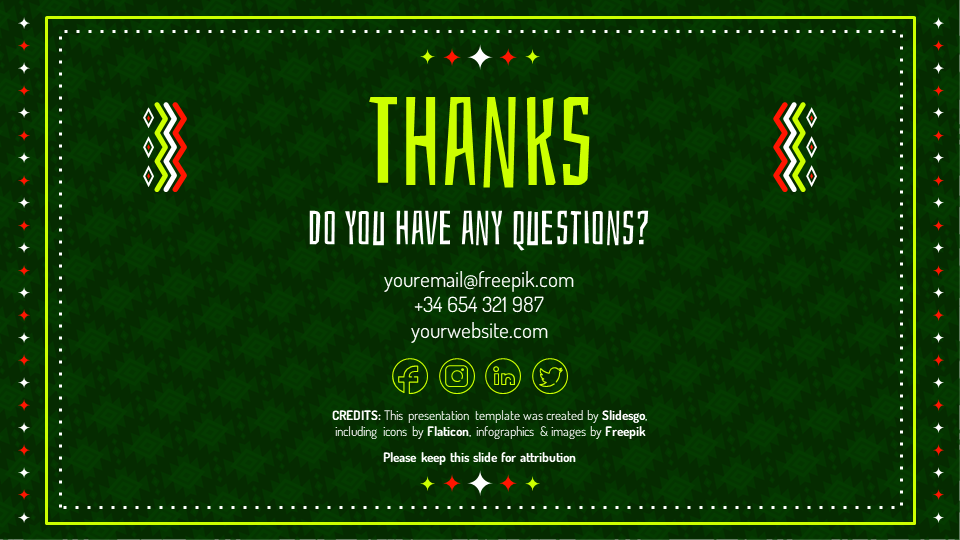 THANKS
DO YOU HAVE ANY QUESTIONS?
youremail@freepik.com
+34 654 321 987
yourwebsite.com
CREDITS: This presentation template was created by Slidesgo,
including icons by Flaticon, infographics & images by Freepik
Please keep this slide for attribution